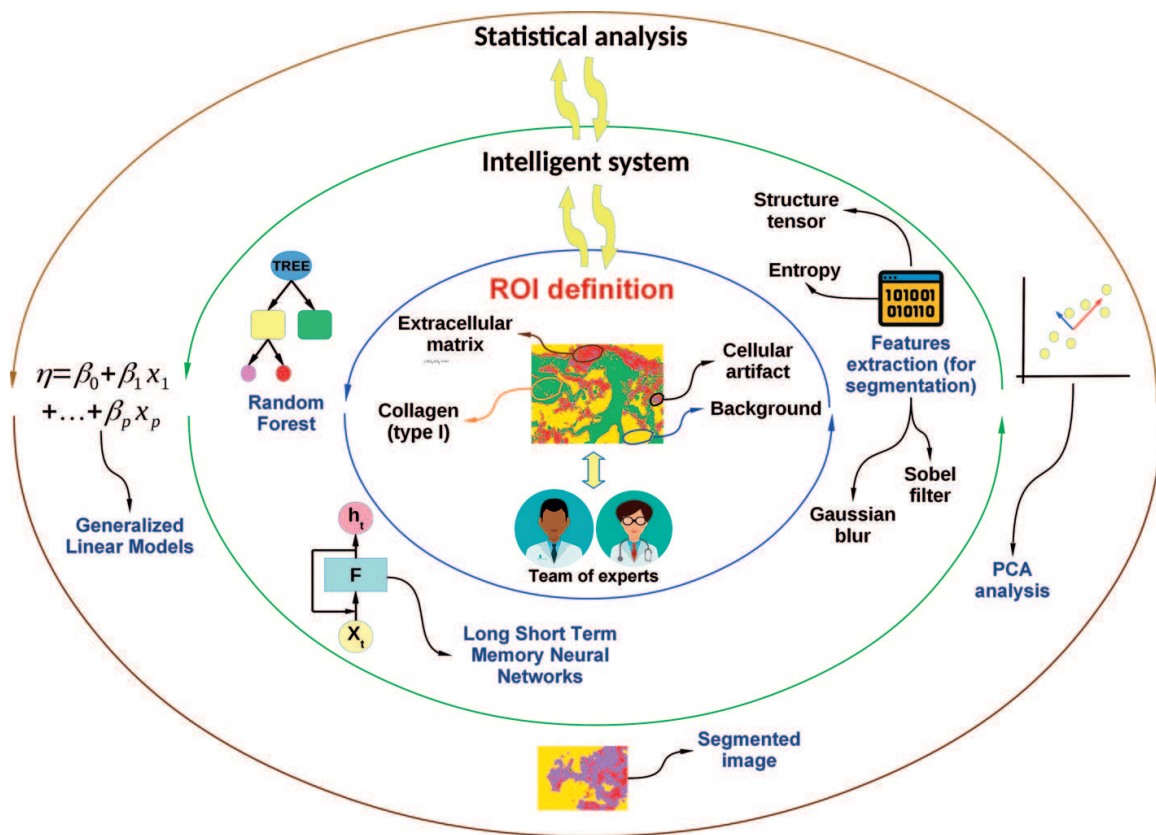 Statistical analysis
Intelligent system
Structure
tensor
TREE
Entropy
ROI definition
101001
010110
Extracellular
matrix
Cellular
artifact
Features
extraction (for
segmentation)
η=β₀+β₁x₁
+...+βₚxₚ
Random
Forest
Collagen
(type I)
Background
Sobel
filter
Gaussian
blur
Generalized
Linear Models
hₜ
F
Xₜ
Team of experts
PCA
analysis
Long Short Term
Memory Neural
Networks
Segmented
image